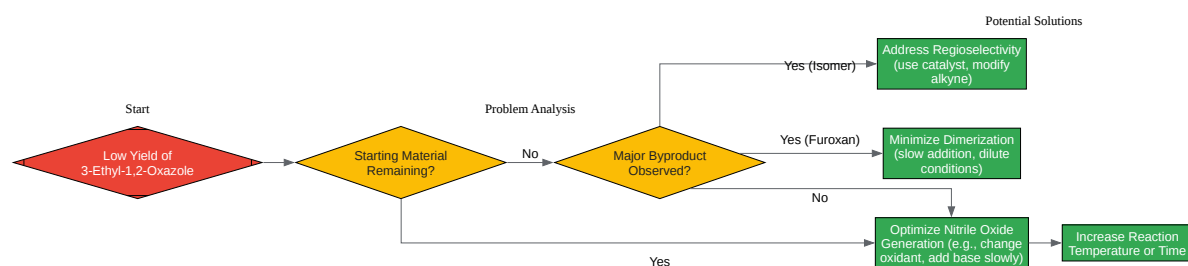 Potential Solutions
Address Regioselectivity
(use catalyst, modify
alkyne)
Yes (Isomer)
Start
Problem Analysis
Low Yield of
3-Ethyl-1,2-Oxazole
Starting Material
Remaining?
No
Major Byproduct
Observed?
Yes (Furoxan)
Minimize Dimerization
(slow addition, dilute
conditions)
No
Optimize Nitrile Oxide
Generation (e.g., change
oxidant, add base slowly)
Increase Reaction
Temperature or Time
Yes